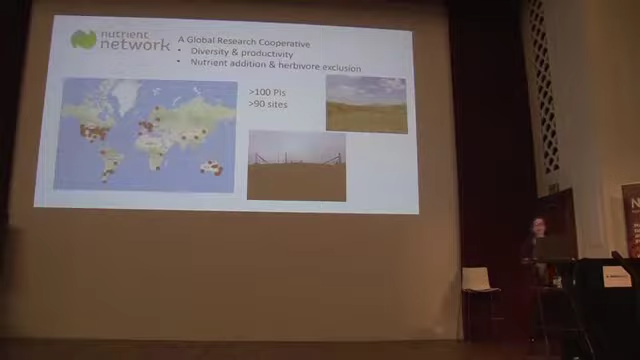 nutrient
network
A Global Research Cooperative
• Diversity & productivity
• Nutrient addition & herbivore exclusion
>100 PIs
>90 sites